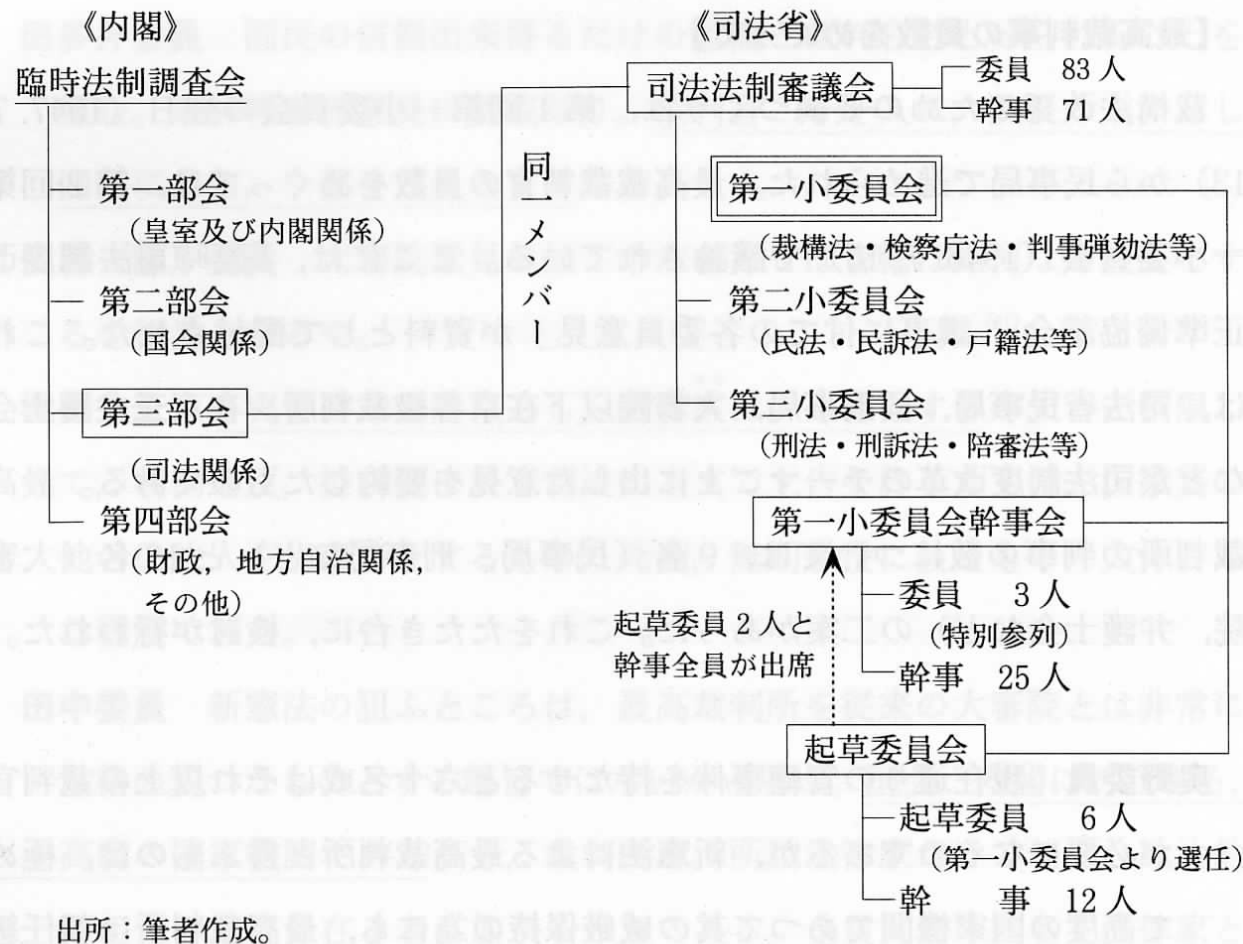 《内閣》
臨時法制調査会
第一部会
(皇室及び内閣関係)
第二部会
(国会関係)
第三部会
(司法関係)
第四部会
(財政，地方自治関係，
その他)
同一メンバー
《司法省》
司法法制審議会
委員 83人
幹事 71人
第一小委員会
(裁構法・検察庁法・判事弾劾法等)
第二小委員会
(民法・民訴法・戸籍法等)
第三小委員会
(刑法・刑訴法・陪審法等)
第一小委員会幹事会
委員 3人
(特別参列)
幹事 25人
起草委員2人と
幹事全員が出席
起草委員会
起草委員 6人
(第一小委員会より選任)
幹 事 12人
出所：筆者作成。